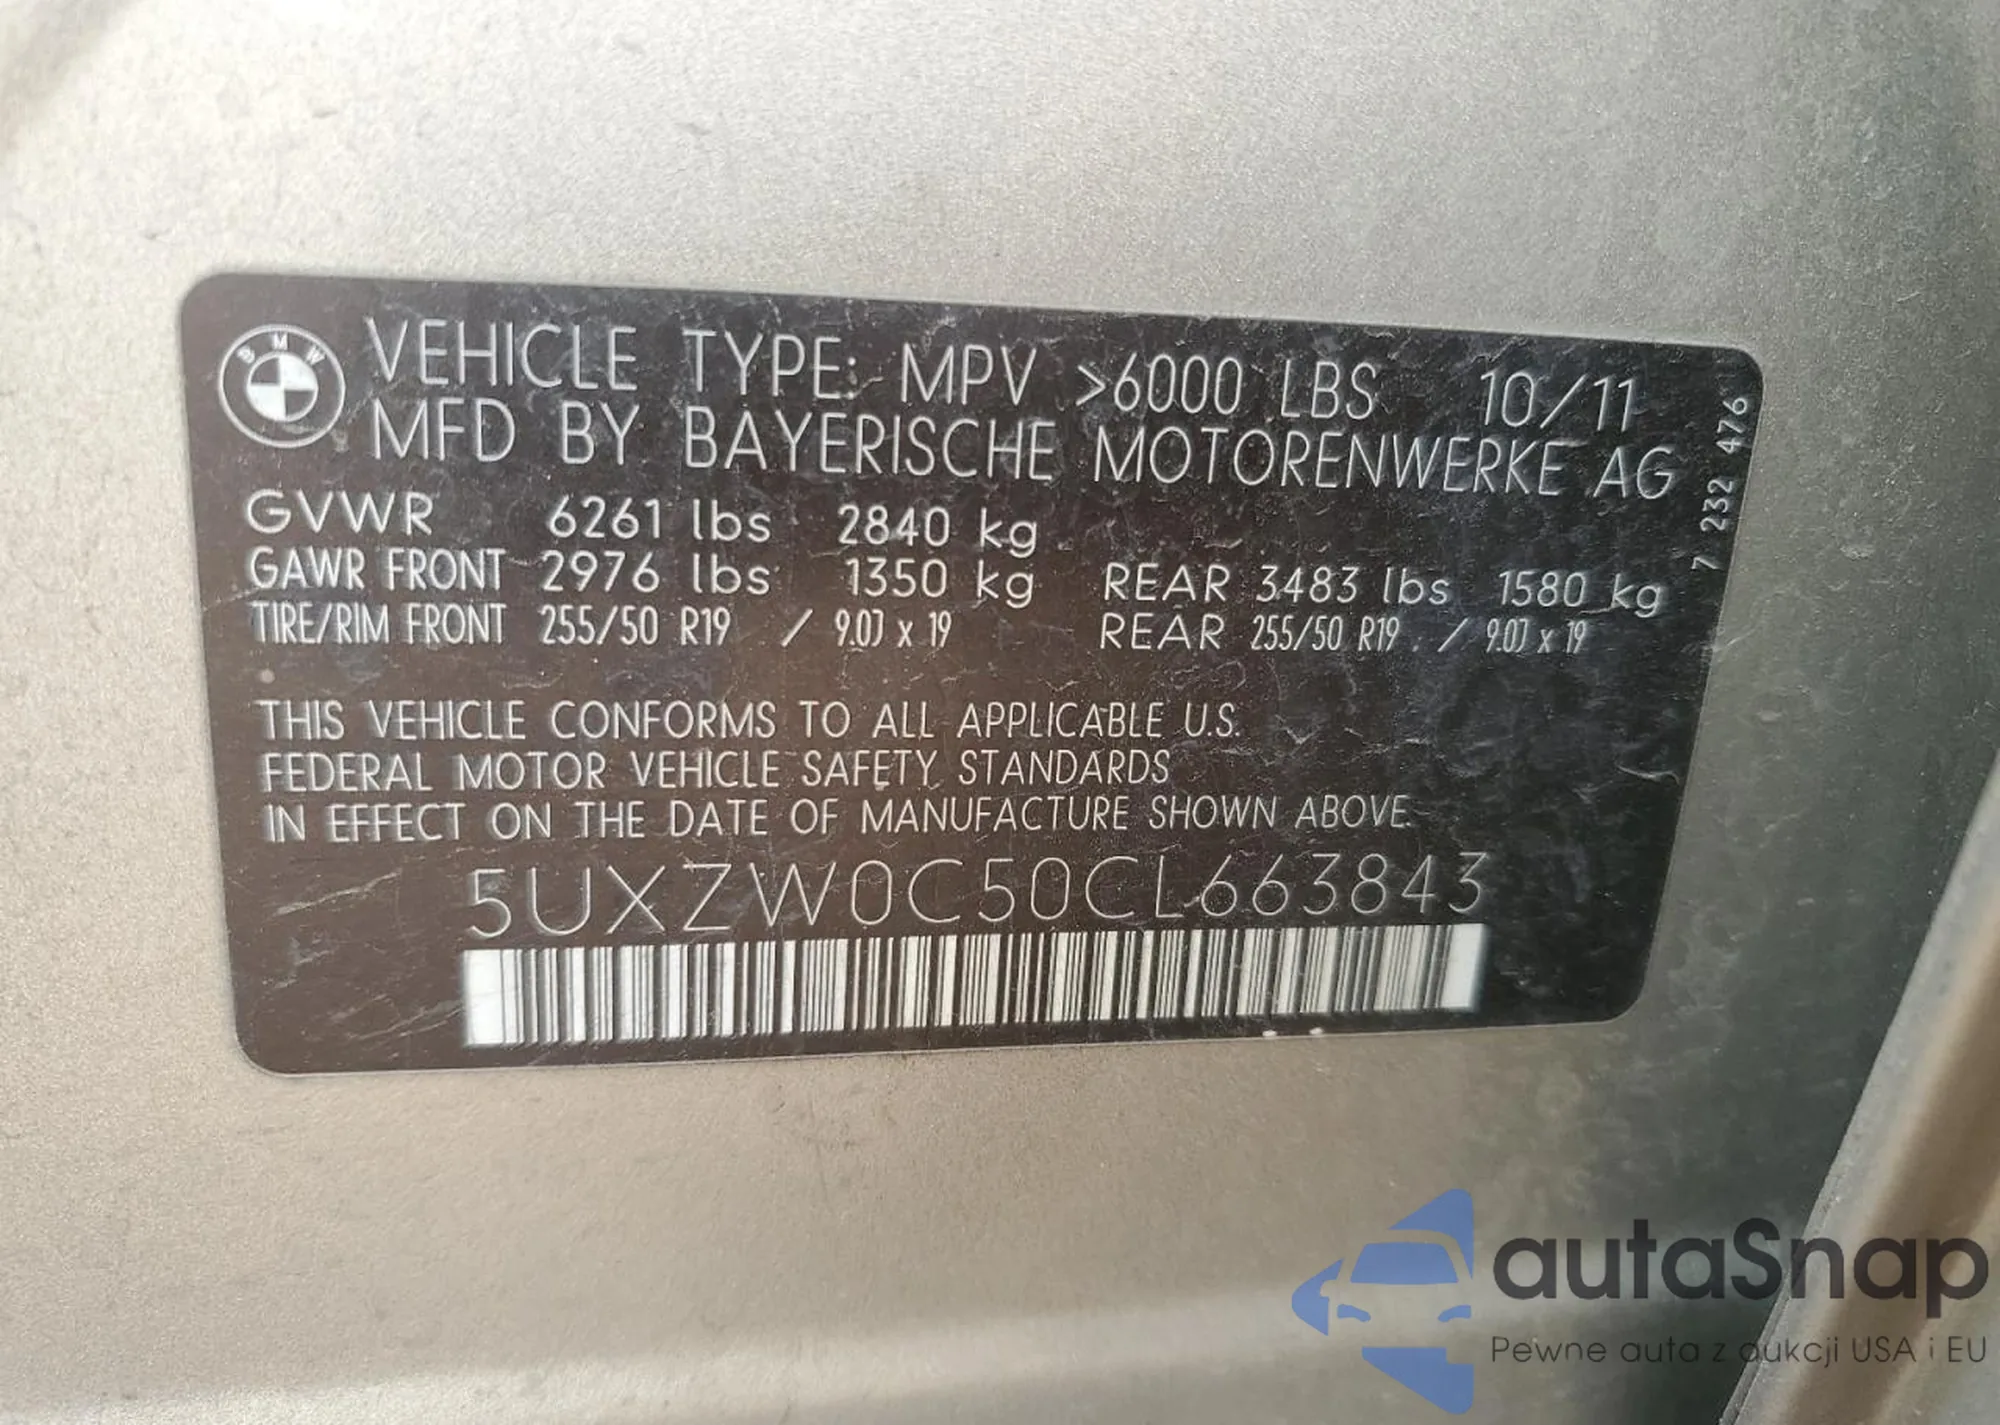 BMW
VEHICLE TYPE: MPV >6000 LBS 10/11
MFD BY BAYERISCHE MOTORENWERKE AG
7 232 476
GVWR 6261 lbs 2840 kg
GAWR FRONT 2976 lbs 1350 kg REAR 3483 lbs 1580 kg
TIRE/RIM FRONT 255/50 R19 / 9.0J x 19 REAR 255/50 R19 / 9.0J x 19
THIS VEHICLE CONFORMS TO ALL APPLICABLE U.S.
FEDERAL MOTOR VEHICLE SAFETY STANDARDS
IN EFFECT ON THE DATE OF MANUFACTURE SHOWN ABOVE.
5UXZW0C50CL663843
autaSnap
Pewne auta z aukcji USA i EU